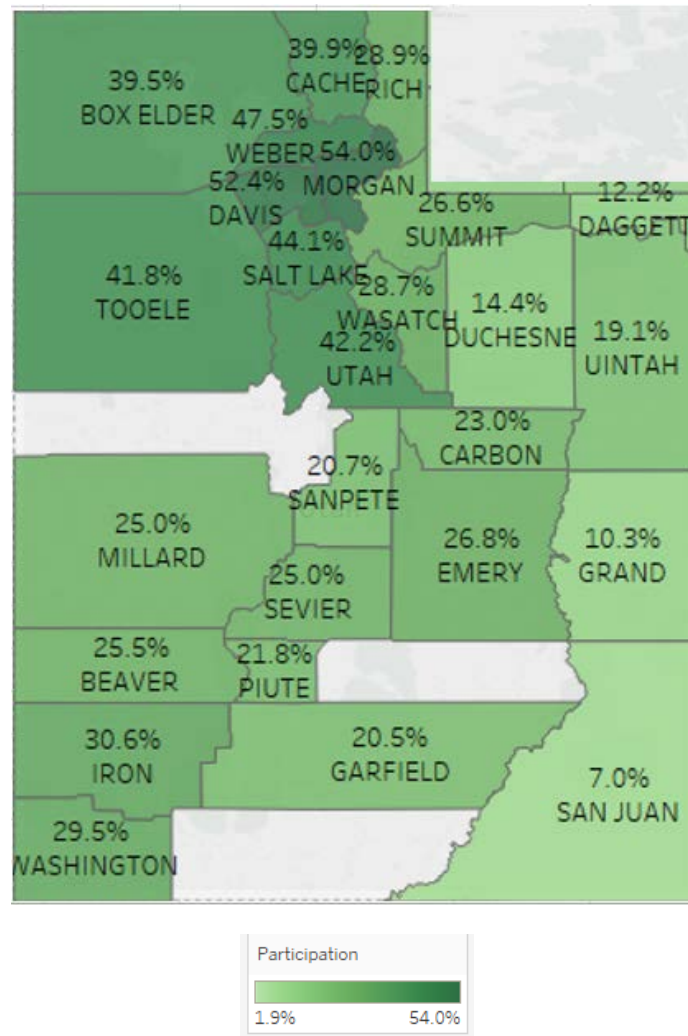 39.5%
BOX ELDER
39.9%
CACHE
28.9%
RICH
47.5%
WEBER
54.0%
MORGAN
52.4%
DAVIS
26.6%
SUMMIT
12.2%
DAGGETT
41.8%
TOOELE
44.1%
SALT LAKE
28.7%
WASATCH
14.4%
DUCHESNE
19.1%
UINTAH
42.2%
UTAH
23.0%
CARBON
20.7%
SANPETE
25.0%
MILLARD
26.8%
EMERY
10.3%
GRAND
25.0%
SEVIER
25.5%
BEAVER
21.8%
PIUTE
30.6%
IRON
20.5%
GARFIELD
7.0%
SAN JUAN
29.5%
WASHINGTON
Participation
1.9% 54.0%